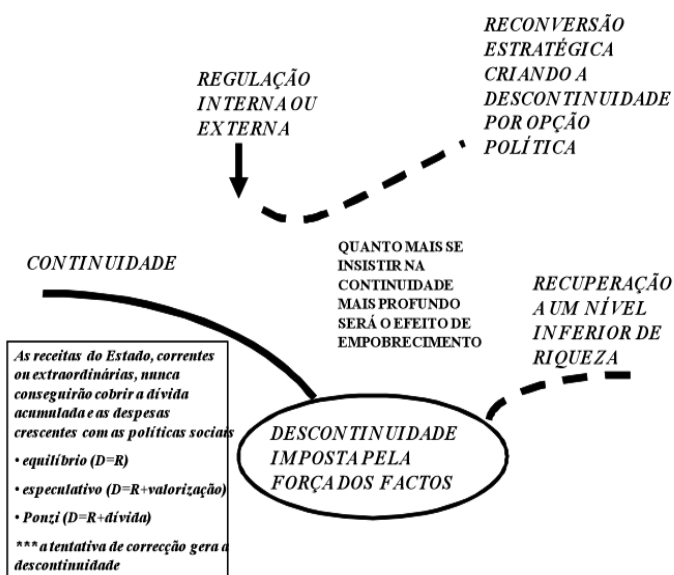 RECONVERSÃO
ESTRATÉGICA
CRIANDO A
DESCONTINUIDADE
POR OPÇÃO
POLÍTICA
REGULAÇÃO
INTERNA OU
EXTERNA
CONTINUIDADE
QUANTO MAIS SE
INSISTIR NA
CONTINUIDADE
MAIS PROFUNDO
SERÁ O EFEITO DE
EMPOBRECIMENTO
RECUPERAÇÃO
A UM NÍVEL
INFERIOR DE
RIQUEZA
As receitas do Estado, correntes
ou extraordinárias, nunca
conseguirão cobrir a dívida
acumulada e as despesas
crescentes com as políticas sociais
• equilíbrio (D=R)
• especulativo (D=R+valorização)
• Ponzi (D=R+dívida)
*** a tentativa de correcção gera a
descontinuidade
DESCONTINUIDADE
IMPOSTA PELA
FORÇA DOS FACTOS